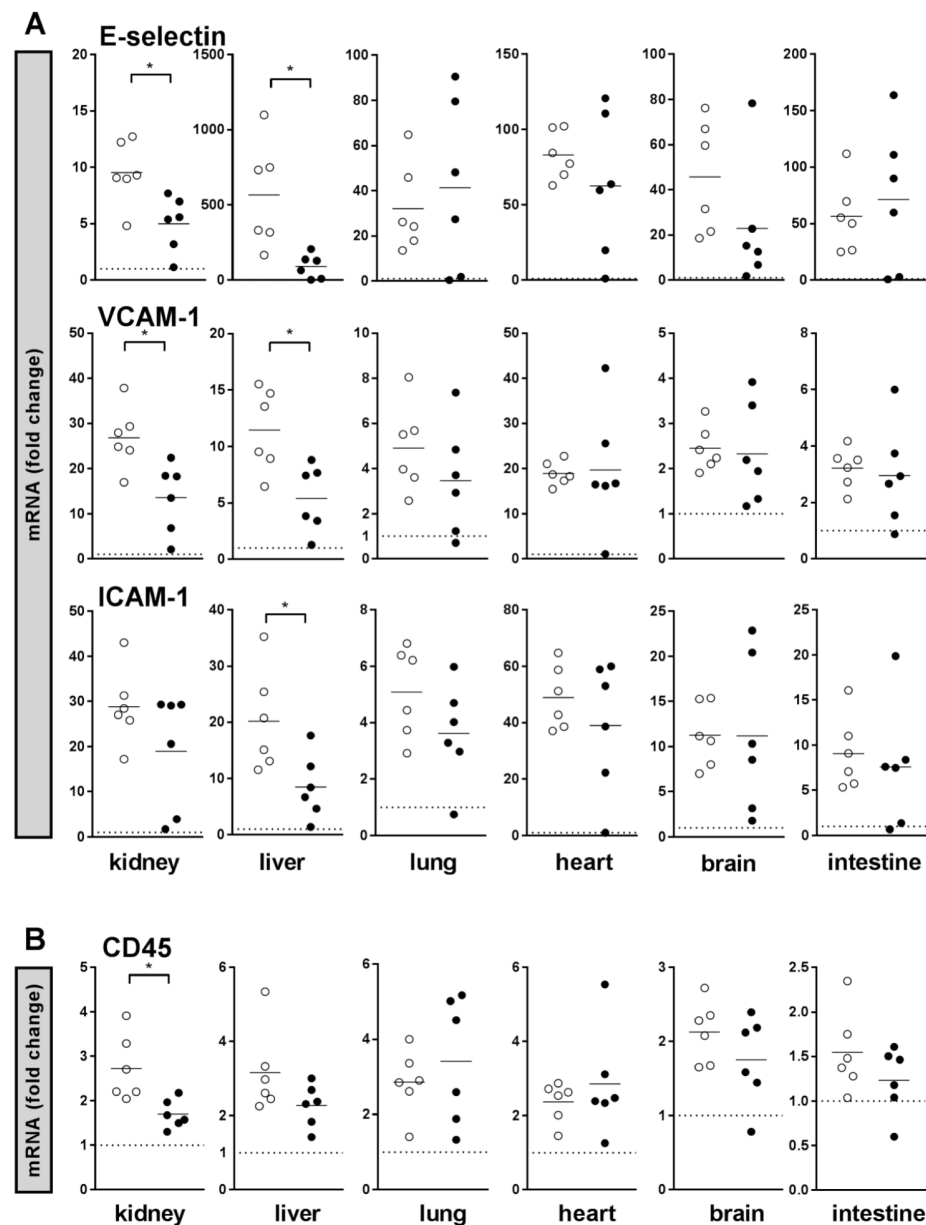 A
E-selectin
mRNA (fold change)
* *
20 1500 100 150 100 200
15 80 80 150
1000 100
10 60 60 100
500 40 50 40
5 20 20 50
0 0 0 0 0 0
VCAM-1
* *
50 20 10 50 5 8
40 15 8 40 4 6
30 10 6 30 3 4
20 4 20 2
10 5 2 10 1 2
1
0 0 0 0 0 0
ICAM-1
*
50 40 8 80 25 25
40 30 6 60 20 20
30 20 4 40 15 15
20 10 10
10 10 2 20 5 5
0 0 0 0 0 0
kidney liver lung heart brain intestine
B
CD45
mRNA (fold change)
*
5 6 6 6 3 2.5
4 2.0
4 4 4 2
3 1.5
2 2 2 2 1 1.0
1 0.5
0 0 0 0 0 0.0
kidney liver lung heart brain intestine